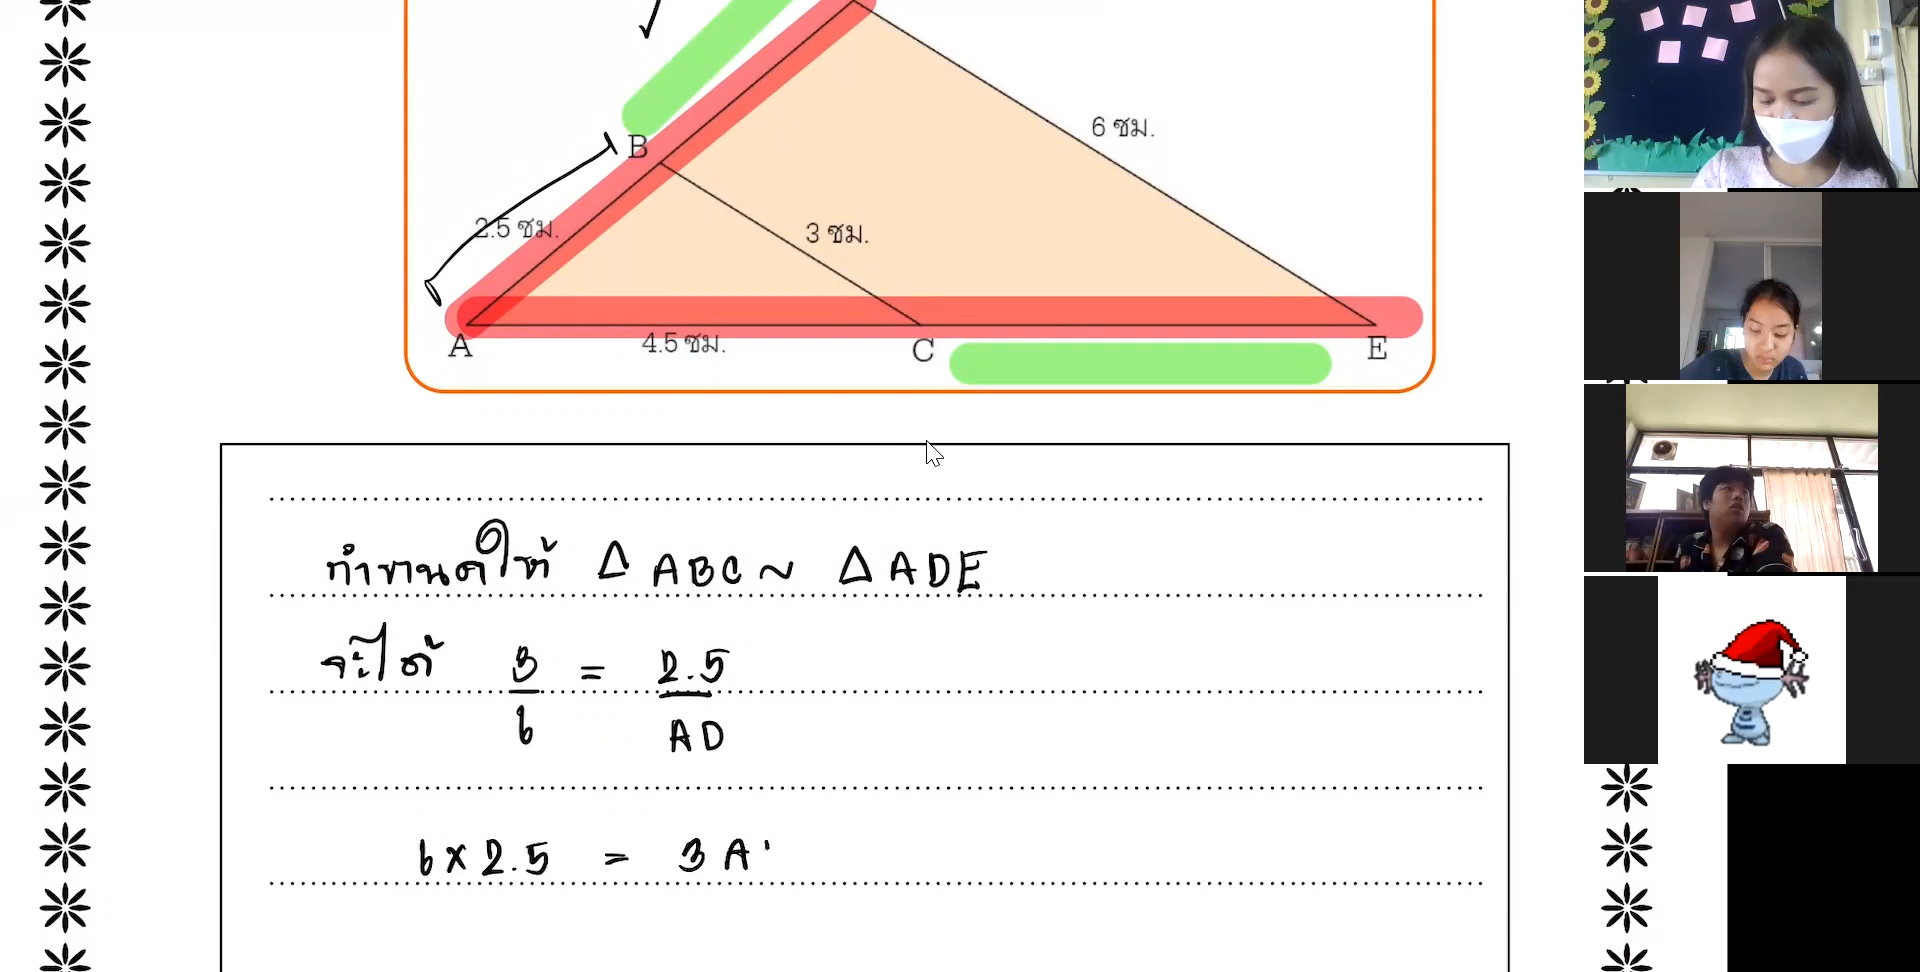 6 ซม.
B
2.5 ซม.
3 ซม.
A
4.5 ซม.
C
E
กำหนดให้ △ ABC ~ △ ADE
จะได้ 3/6 = 2.5/AD
6 x 2.5 = 3 A